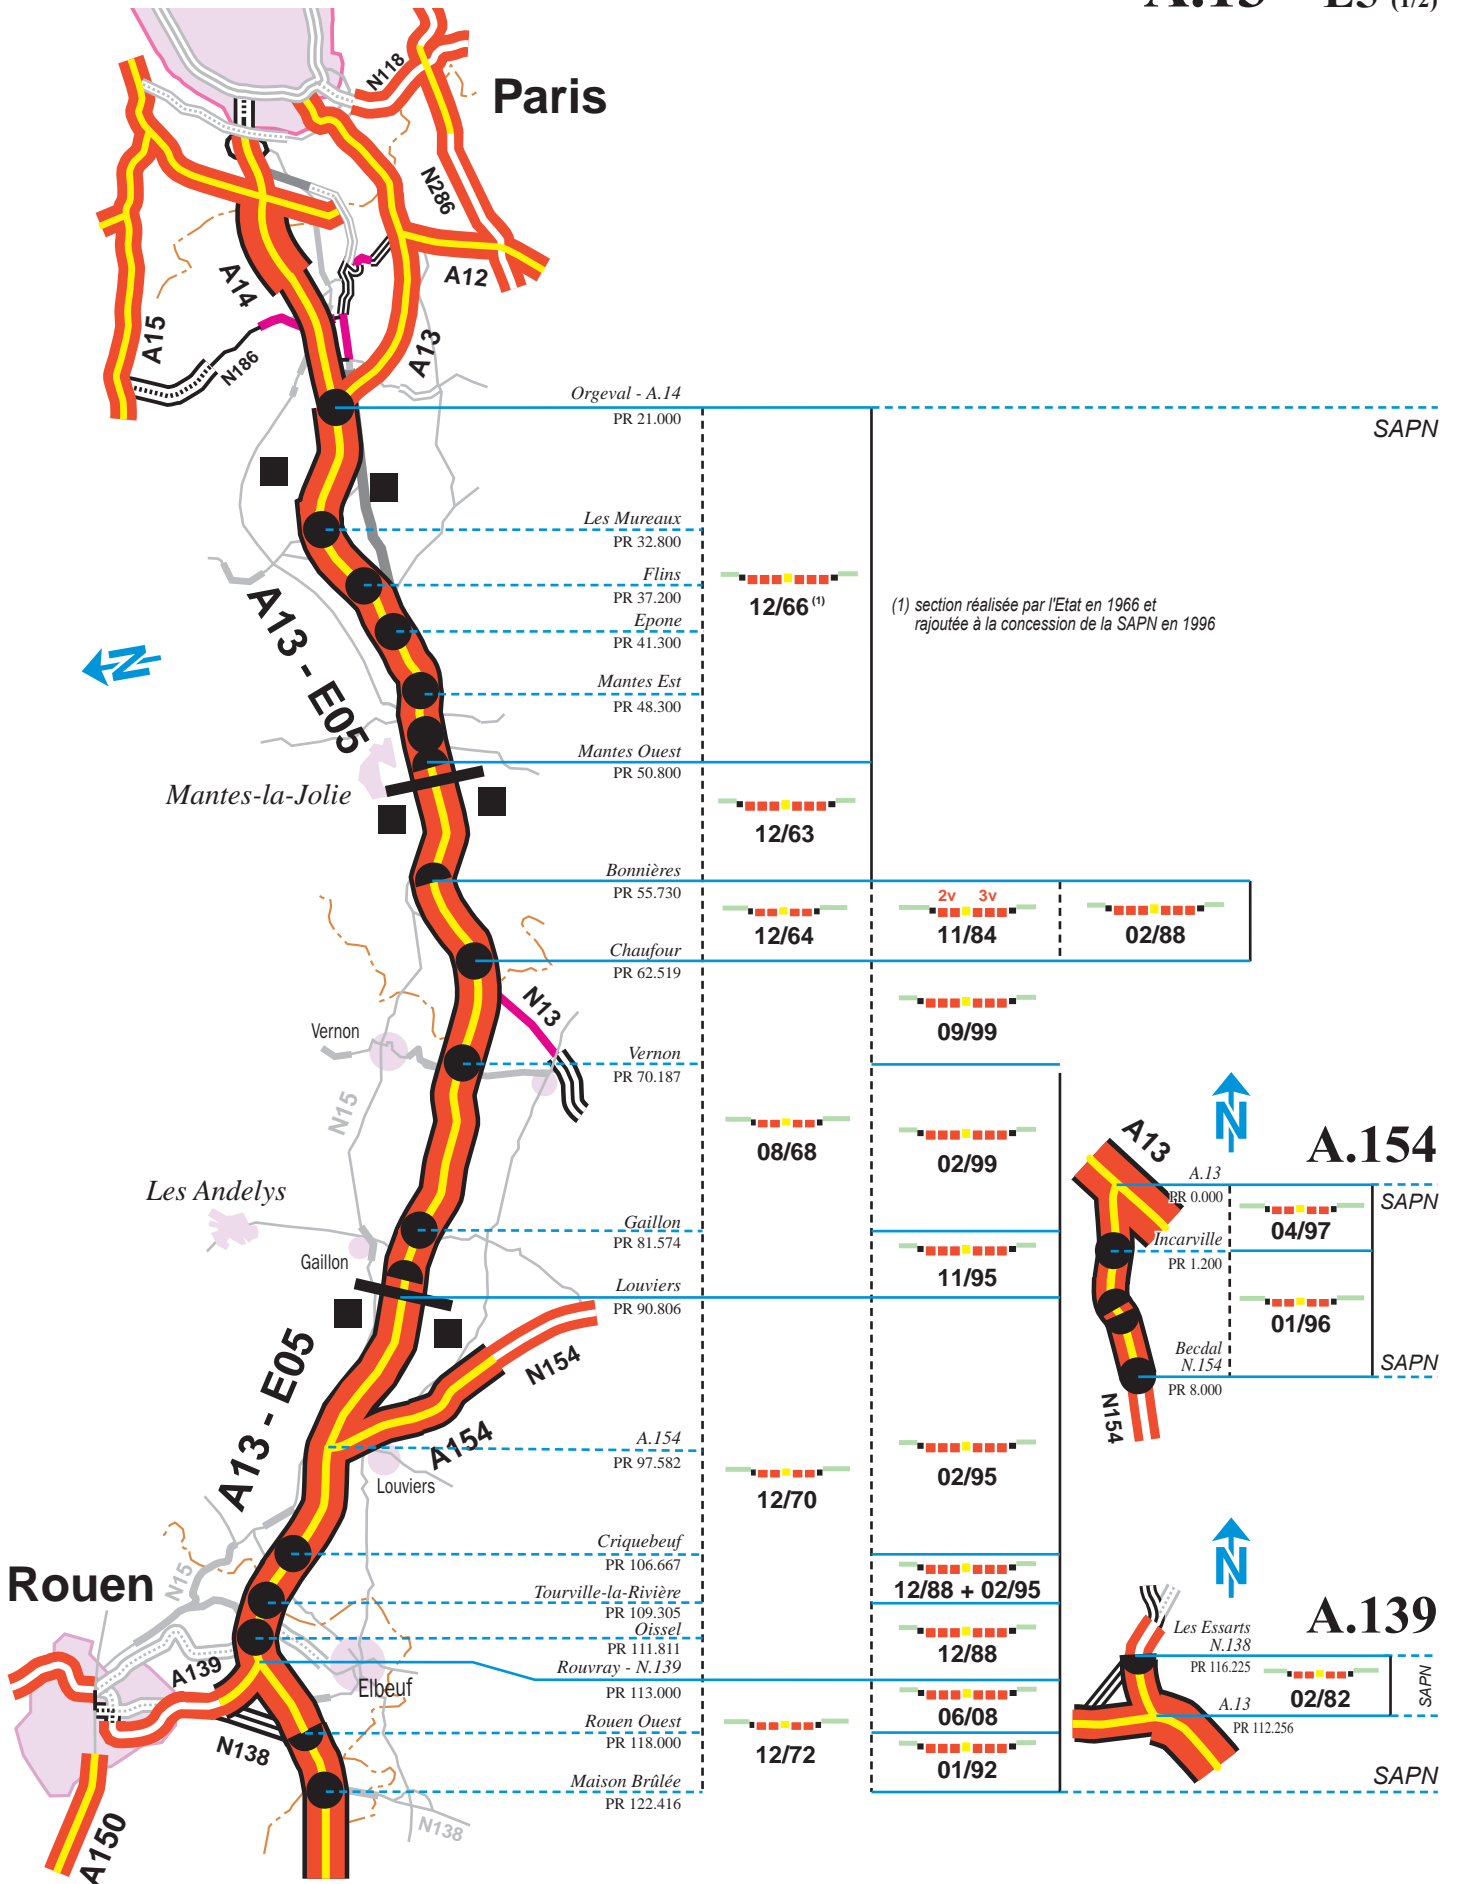 A.13 E5 (1/2)
Paris
N118
N286
A12
A14
A15
A13
N186
Orgeval - A.14
PR 21.000
SAPN
Les Mureaux
PR 32.800
Flins
PR 37.200
12/66 (1)
(1) section réalisée par l'Etat en 1966 et
rajoutée à la concession de la SAPN en 1996
Epone
PR 41.300
N
A13 - E05
Mantes Est
PR 48.300
Mantes Ouest
PR 50.800
Mantes-la-Jolie
12/63
Bonnières
PR 55.730
2v 3v
12/64
11/84
02/88
Chaufour
PR 62.519
N13
09/99
Vernon
Vernon
PR 70.187
N15
08/68
02/99
Les Andelys
Gaillon
PR 81.574
Gaillon
11/95
Louviers
PR 90.806
N154
A13 - E05
A154
A.154
PR 97.582
Louviers
02/95
12/70
Criquebeuf
PR 106.667
12/88 + 02/95
Rouen
N15
Tourville-la-Rivière
PR 109.305
Oissel
PR 111.811
12/88
Rouvray - N.139
PR 113.000
A139
Elbeuf
06/08
Rouen Ouest
PR 118.000
N138
12/72
01/92
Maison Brûlée
PR 122.416
N138
A150
SAPN
N
A.154
A13
A.13
PR 0.000
SAPN
04/97
Incarville
PR 1.200
01/96
Becdal
N.154
PR 8.000
SAPN
N154
N
A.139
Les Essarts
N.138
PR 116.225
02/82
SAPN
A.13
PR 112.256